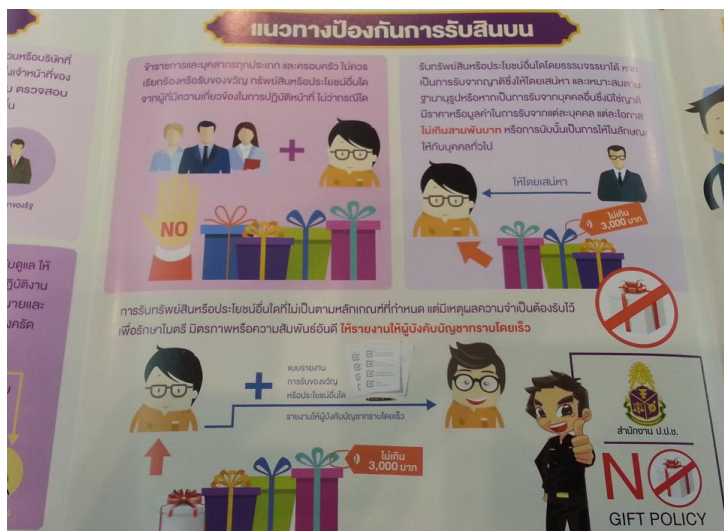 แนวทางป้องกันการรับสินบน
ข้าราชการและบุคลากรทุกประเภท และครอบครัว ไม่ควร
เรียกร้องหรือรับของขวัญ ทรัพย์สินหรือประโยชน์อื่นใด
จากผู้ที่มีความเกี่ยวข้องในการปฏิบัติหน้าที่ ไม่ว่ากรณีใด
NO
รับทรัพย์สินหรือประโยชน์อื่นใดโดยธรรมจรรยาได้ หาก
เป็นการรับจากญาติซึ่งให้โดยเสน่หา และเหมาะสมตาม
ฐานานุรูปหรือหากเป็นการรับจากบุคคลอื่นซึ่งมิใช่ญาติ
มีราคาหรือมูลค่าในการรับจากแต่ละบุคคล แต่ละโอกาส
ไม่เกินสามพันบาท หรือการนับนั้นเป็นการให้ในลักษณะ
ให้กับบุคคลทั่วไป
ให้โดยเสน่หา
ไม่เกิน
3,000 บาท
การรับทรัพย์สินหรือประโยชน์อื่นใดที่ไม่เป็นตามหลักเกณฑ์ที่กำหนด แต่มีเหตุผลความจำเป็นต้องรับไว้
เพื่อรักษาไมตรี มิตรภาพหรือความสัมพันธ์อันดี ให้รายงานให้ผู้บังคับบัญชาทราบโดยเร็ว
แบบรายงาน
การรับของขวัญ
หรือประโยชน์อื่นใด
รายงานให้ผู้บังคับบัญชาทราบโดยเร็ว
ไม่เกิน
3,000 บาท
สำนักงาน ป.ป.ช.
NO
GIFT POLICY